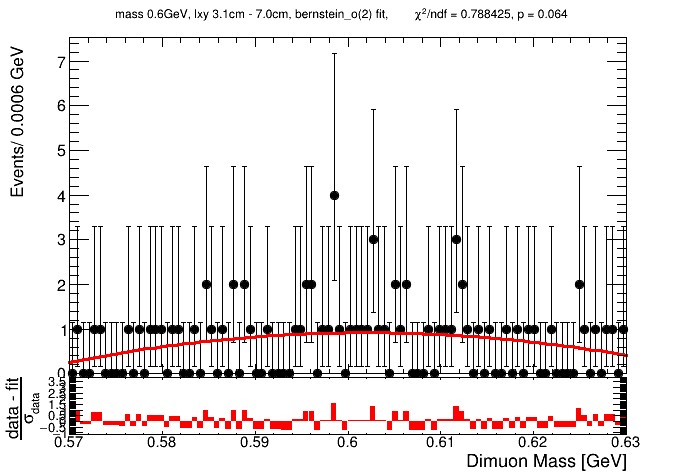 mass 0.6GeV, lxy 3.1cm - 7.0cm, bernstein_o(2) fit, χ²/ndf = 0.788425, p = 0.064
Events/ 0.0006 GeV
7
6
5
4
3
2
1
0
data - fit
σdata
3.5
0.57 0.58 0.59 0.6 0.61 0.62 0.63
Dimuon Mass [GeV]